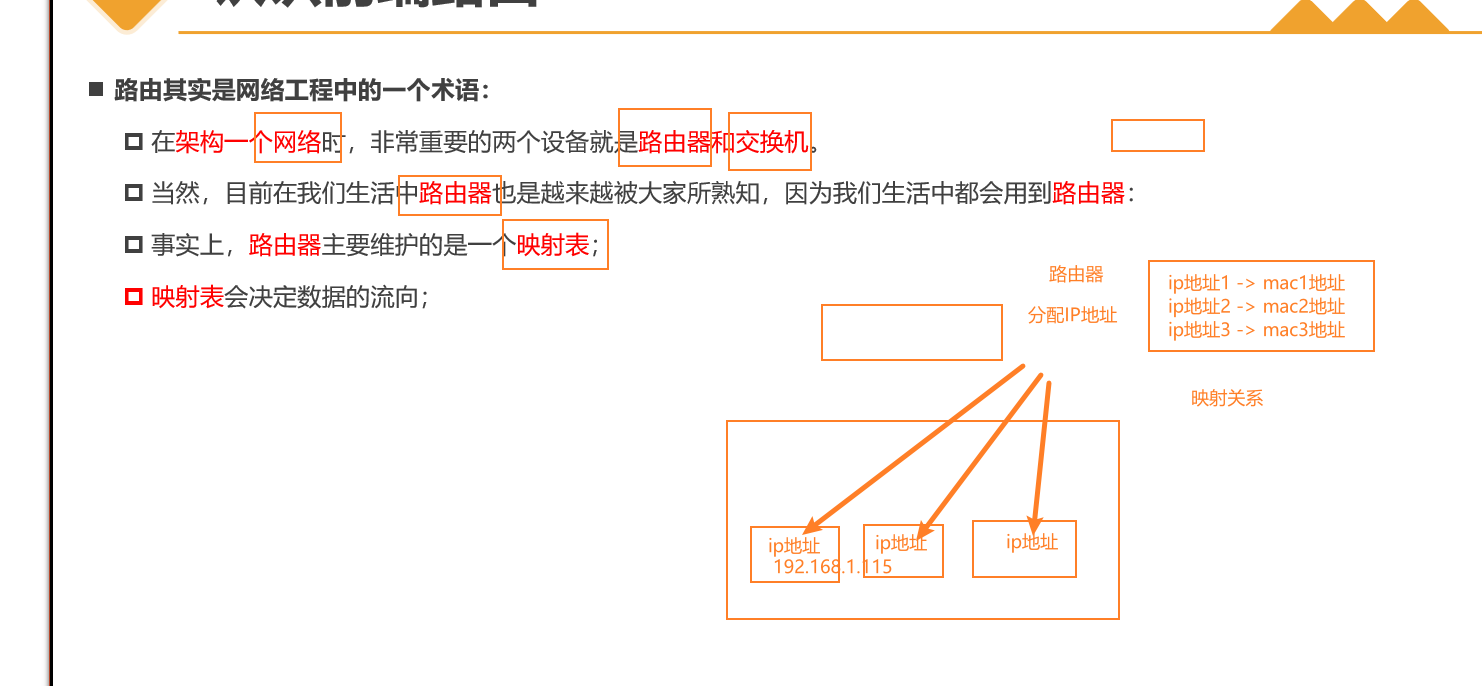 路由其实是网络工程中的一个术语：
在架构一个网络时，非常重要的两个设备就是路由器和交换机。
当然，目前在我们生活中路由器也是越来越被大家所熟知，因为我们生活中都会用到路由器：
事实上，路由器主要维护的是一个映射表；
映射表会决定数据的流向；
路由器
分配IP地址
ip地址1 -> mac1地址
ip地址2 -> mac2地址
ip地址3 -> mac3地址
映射关系
ip地址
192.168.1.115
ip地址
ip地址